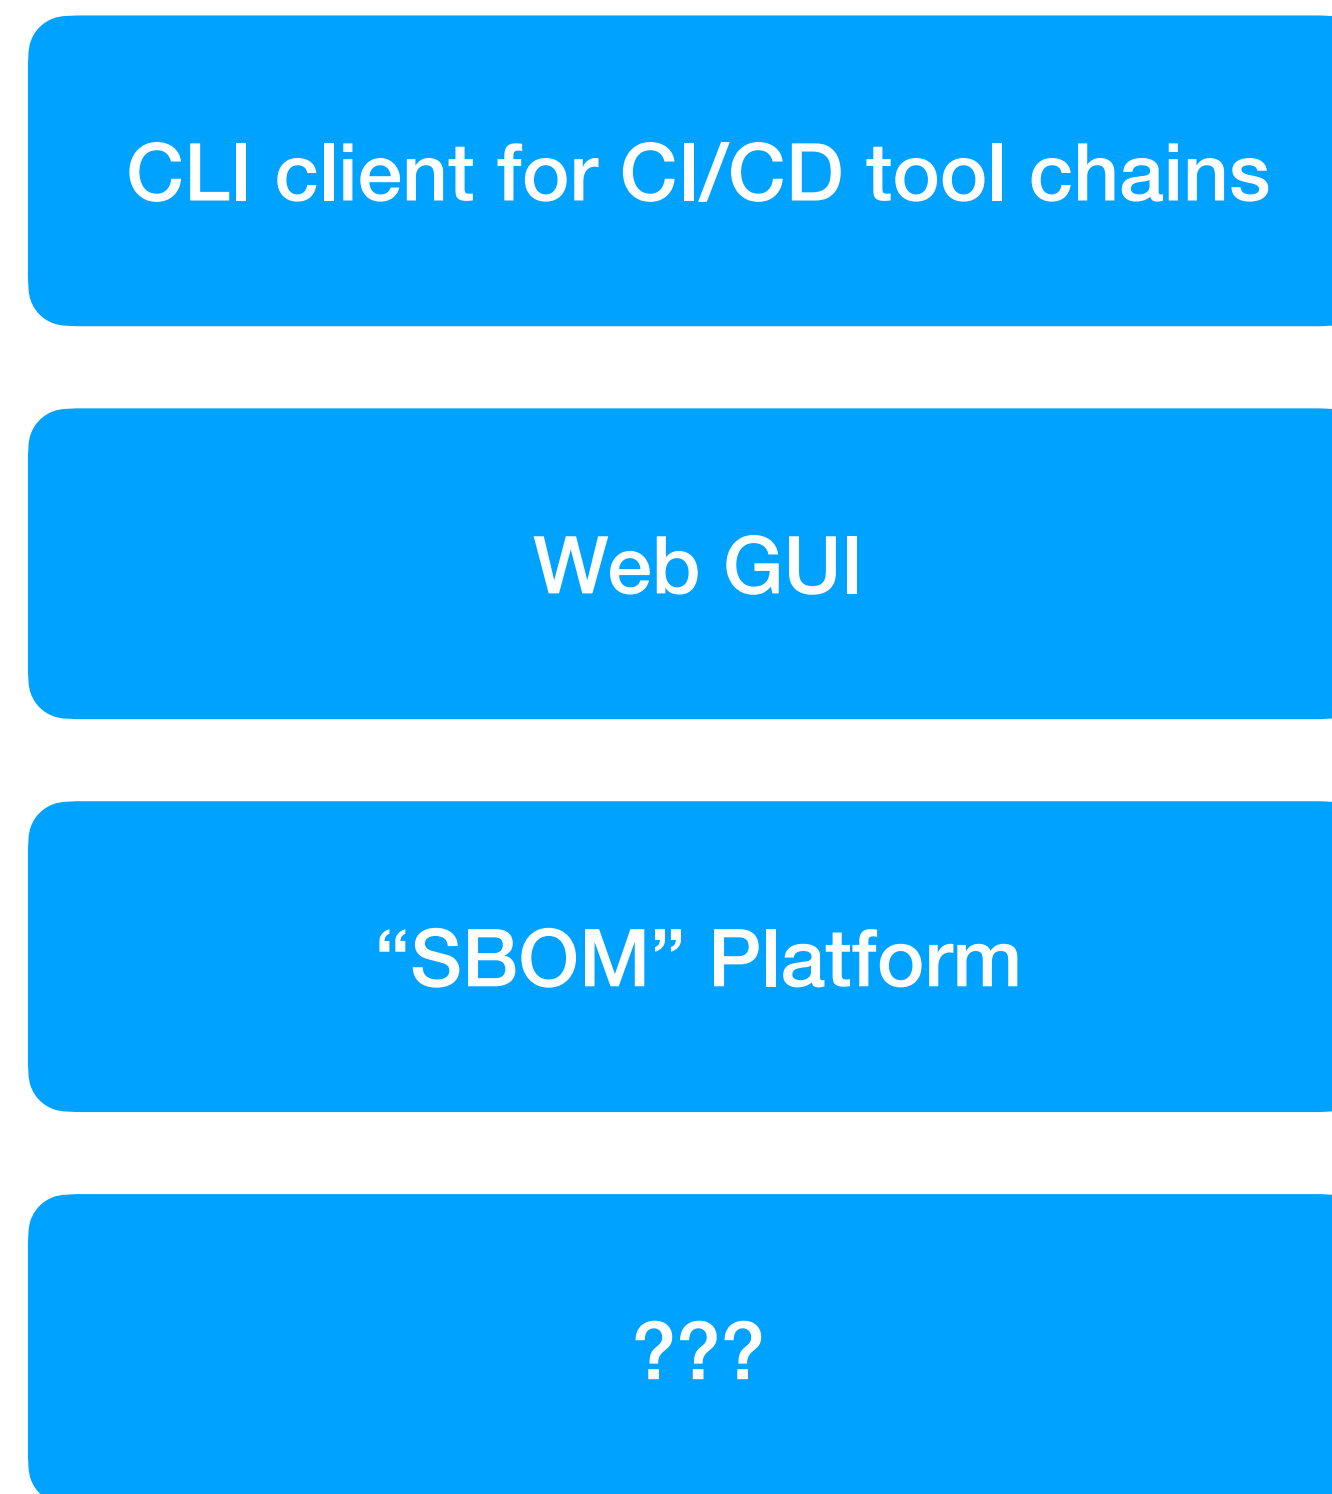 CLI client for CI/CD tool chains
Web GUI
“SBOM” Platform
???